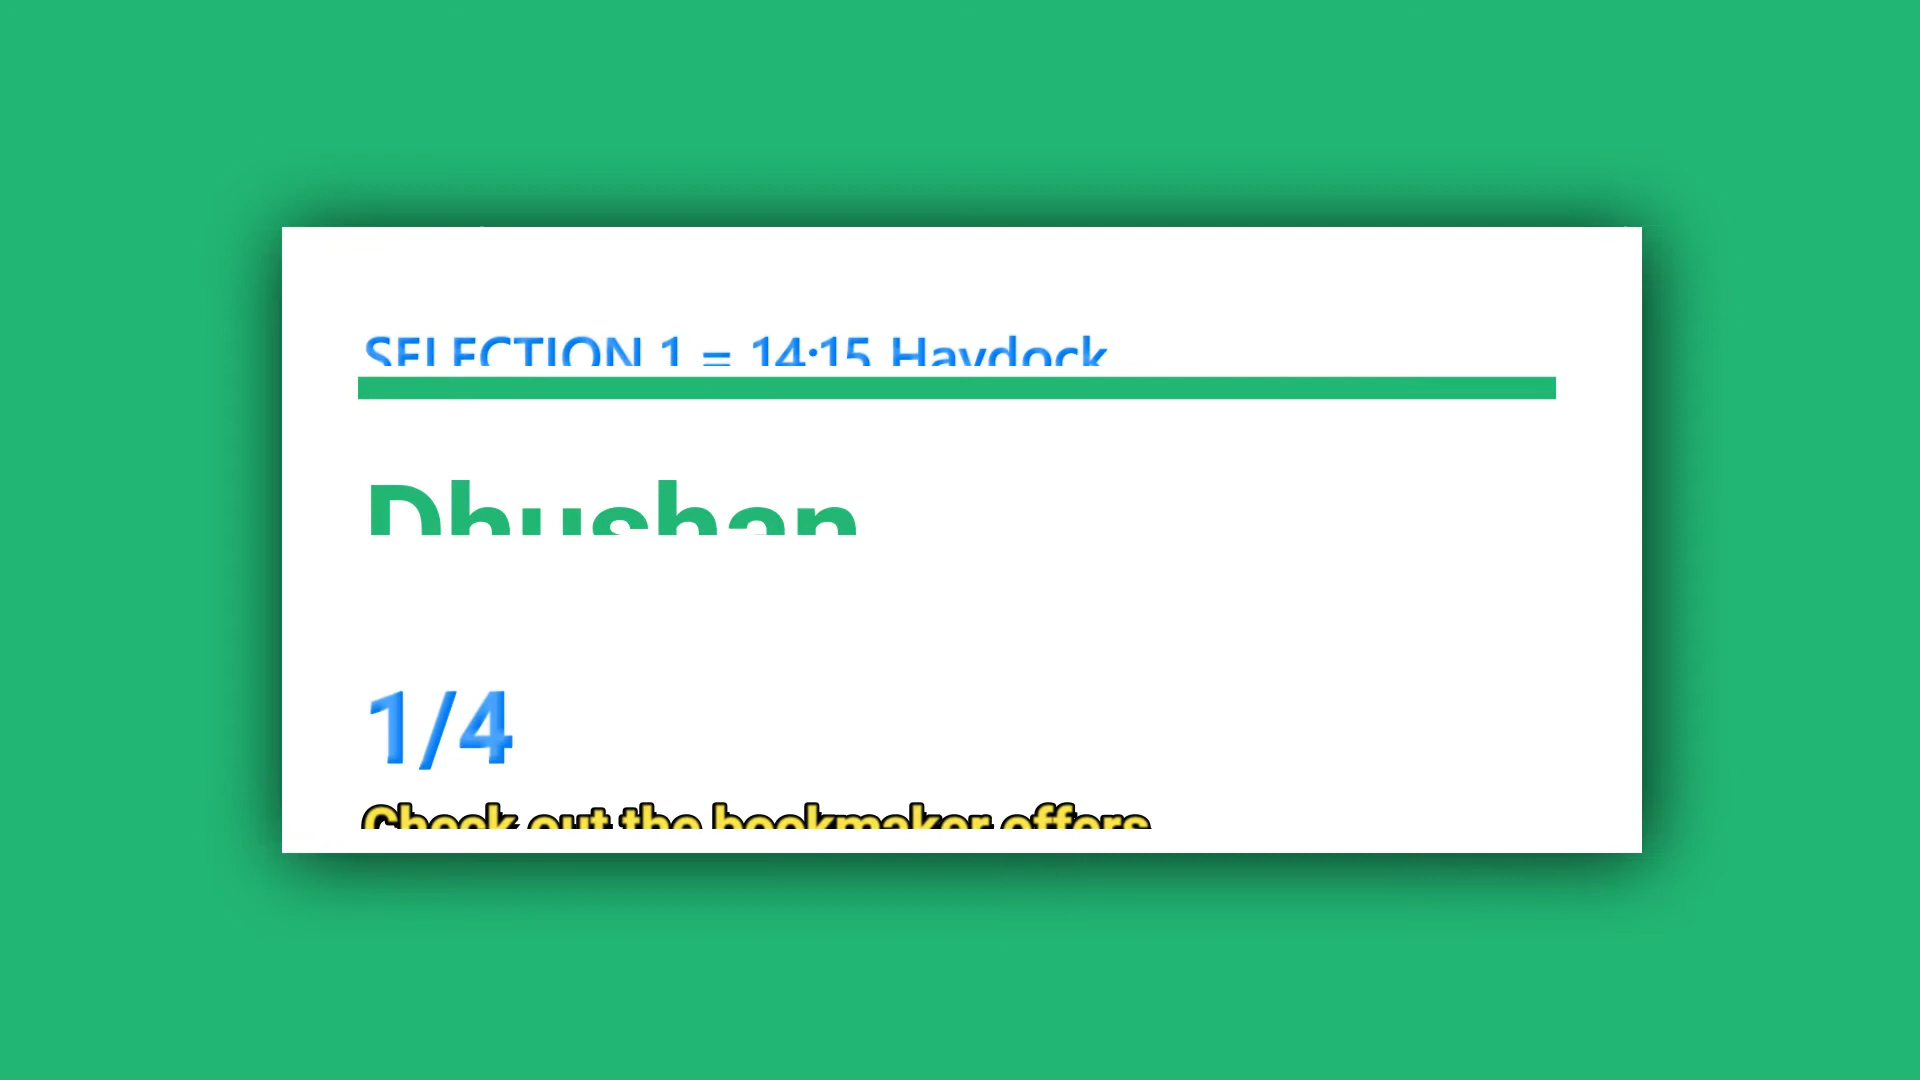 SELECTION 1 = 14:15 Haydock
Dhushan
1/4
Check out the bookmaker offers